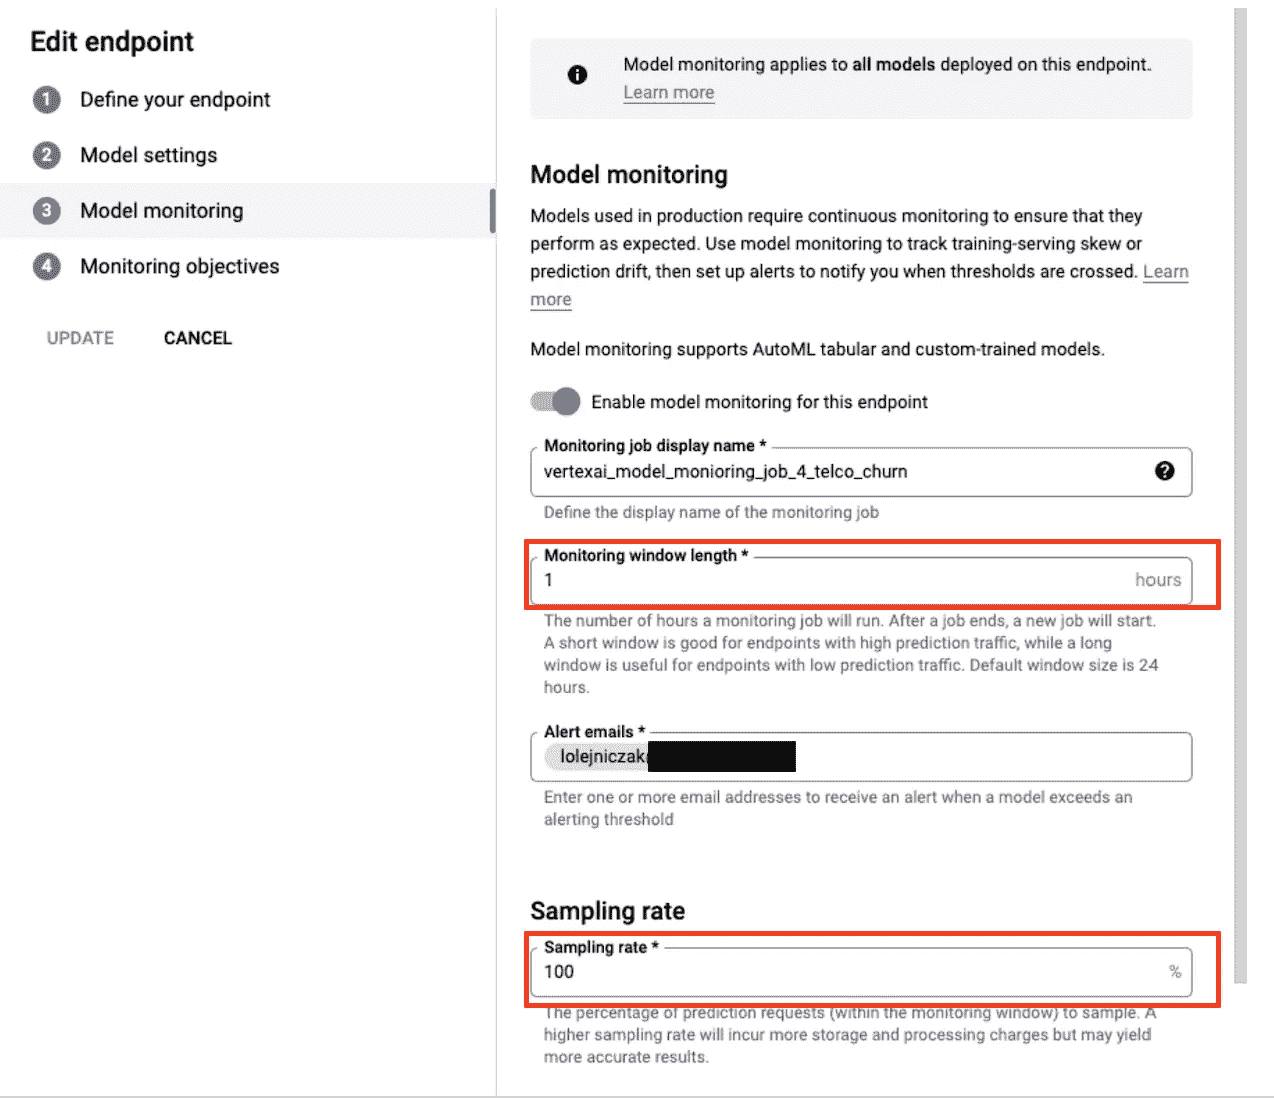 Edit endpoint
1 Define your endpoint
2 Model settings
3 Model monitoring
4 Monitoring objectives
UPDATE CANCEL
Model monitoring applies to all models deployed on this endpoint.
Learn more
Model monitoring
Models used in production require continuous monitoring to ensure that they
perform as expected. Use model monitoring to track training-serving skew or
prediction drift, then set up alerts to notify you when thresholds are crossed. Learn
more
Model monitoring supports AutoML tabular and custom-trained models.
Enable model monitoring for this endpoint
Monitoring job display name *
vertexai_model_monioring_job_4_telco_churn
Define the display name of the monitoring job
Monitoring window length *
1 hours
The number of hours a monitoring job will run. After a job ends, a new job will start.
A short window is good for endpoints with high prediction traffic, while a long
window is useful for endpoints with low prediction traffic. Default window size is 24
hours.
Alert emails *
lolejniczak
Enter one or more email addresses to receive an alert when a model exceeds an
alerting threshold
Sampling rate
Sampling rate *
100 %
The percentage of prediction requests (within the monitoring window) to sample. A
higher sampling rate will incur more storage and processing charges but may yield
more accurate results.